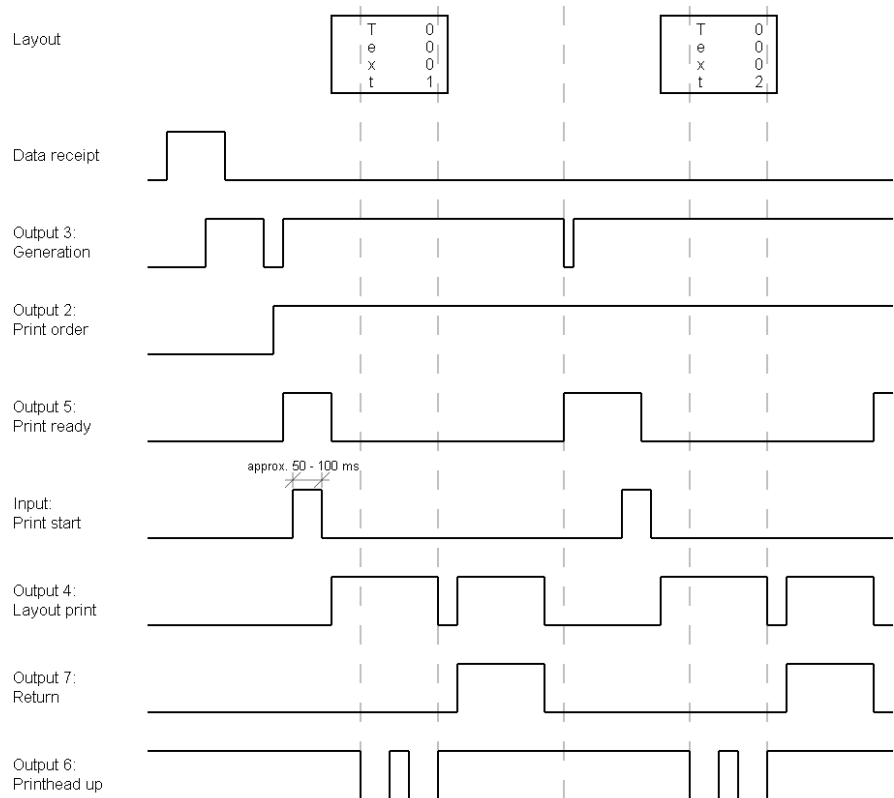 Layout
T 0
e 0
x 0
t 1
T 0
e 0
x 0
t 2
Data receipt
Output 3:
Generation
Output 2:
Print order
Output 5:
Print ready
approx. 50 - 100 ms
Input:
Print start
Output 4:
Layout print
Output 7:
Return
Output 6:
Printhead up